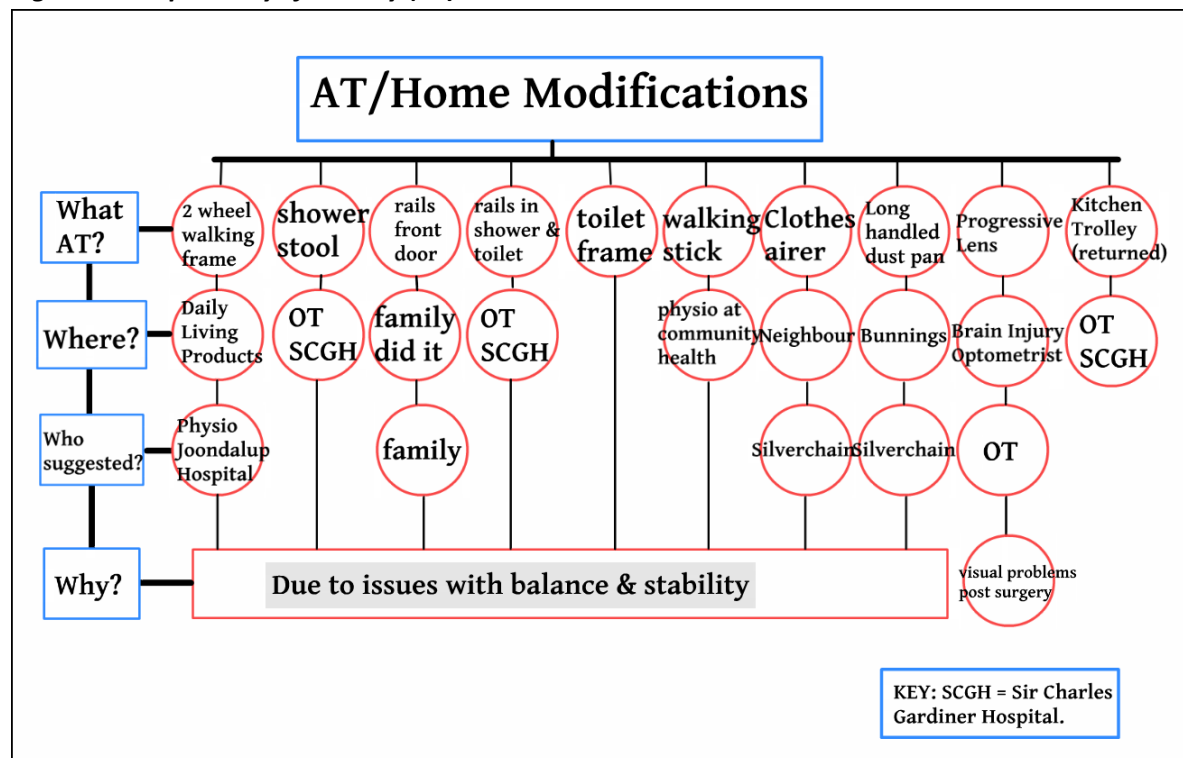 AT/Home Modifications
What
AT?
2 wheel
walking
frame
shower
stool
rails
front
door
rails in
shower &
toilet
toilet
frame
walking
stick
Clothes
airer
Long
handled
dust pan
Progressive
Lens
Kitchen
Trolley
(returned)
Where?
Daily
Living
Products
OT
SCGH
family
did it
OT
SCGH
physio at
community
health
Neighbour
Bunnings
Brain Injury
Optometrist
OT
SCGH
Who
suggested?
Physio
Joondalup
Hospital
family
Silverchain
Silverchain
OT
Why?
Due to issues with balance & stability
visual problems
post surgery
KEY: SCGH = Sir Charles
Gardiner Hospital.